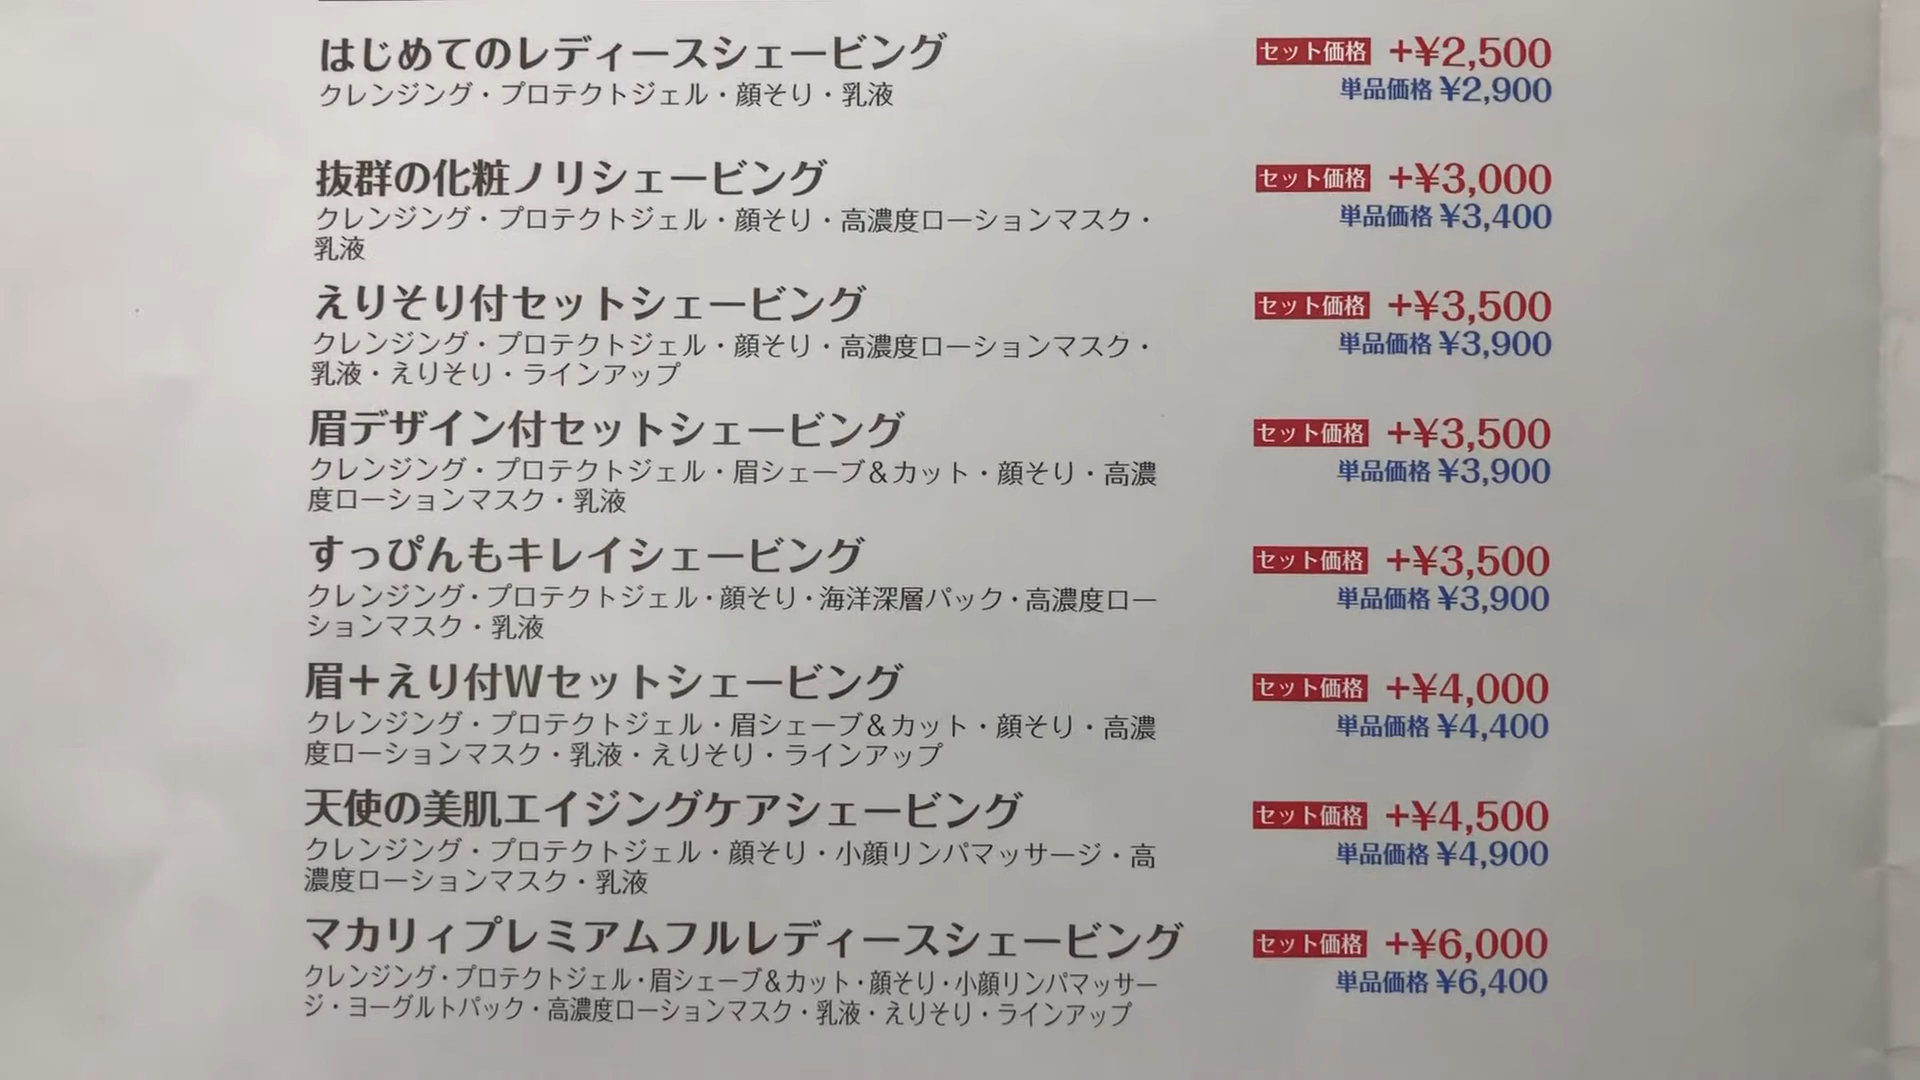 はじめてのレディースシェービング セット価格 +¥2,500
クレンジング・プロテクトジェル・顔そり・乳液 単品価格 ¥2,900
抜群の化粧ノリシェービング セット価格 +¥3,000
クレンジング・プロテクトジェル・顔そり・高濃度ローションマスク・ 単品価格 ¥3,400
乳液
えりそり付セットシェービング セット価格 +¥3,500
クレンジング・プロテクトジェル・顔そり・高濃度ローションマスク・ 単品価格 ¥3,900
乳液・えりそり・ラインアップ
眉デザイン付セットシェービング セット価格 +¥3,500
クレンジング・プロテクトジェル・眉シェーブ&カット・顔そり・高濃 単品価格 ¥3,900
度ローションマスク・乳液
すっぴんもキレイシェービング セット価格 +¥3,500
クレンジング・プロテクトジェル・顔そり・海洋深層パック・高濃度ロー 単品価格 ¥3,900
ションマスク・乳液
眉+えり付Wセットシェービング セット価格 +¥4,000
クレンジング・プロテクトジェル・眉シェーブ&カット・顔そり・高濃 単品価格 ¥4,400
度ローションマスク・乳液・えりそり・ラインアップ
天使の美肌エイジングケアシェービング セット価格 +¥4,500
クレンジング・プロテクトジェル・顔そり・小顔リンパマッサージ・高 単品価格 ¥4,900
濃度ローションマスク・乳液
マカリィプレミアムフルレディースシェービング セット価格 +¥6,000
クレンジング・プロテクトジェル・眉シェーブ&カット・顔そり・小顔リンパマッサー 単品価格 ¥6,400
ジ・ヨーグルトパック・高濃度ローションマスク・乳液・えりそり・ラインアップ